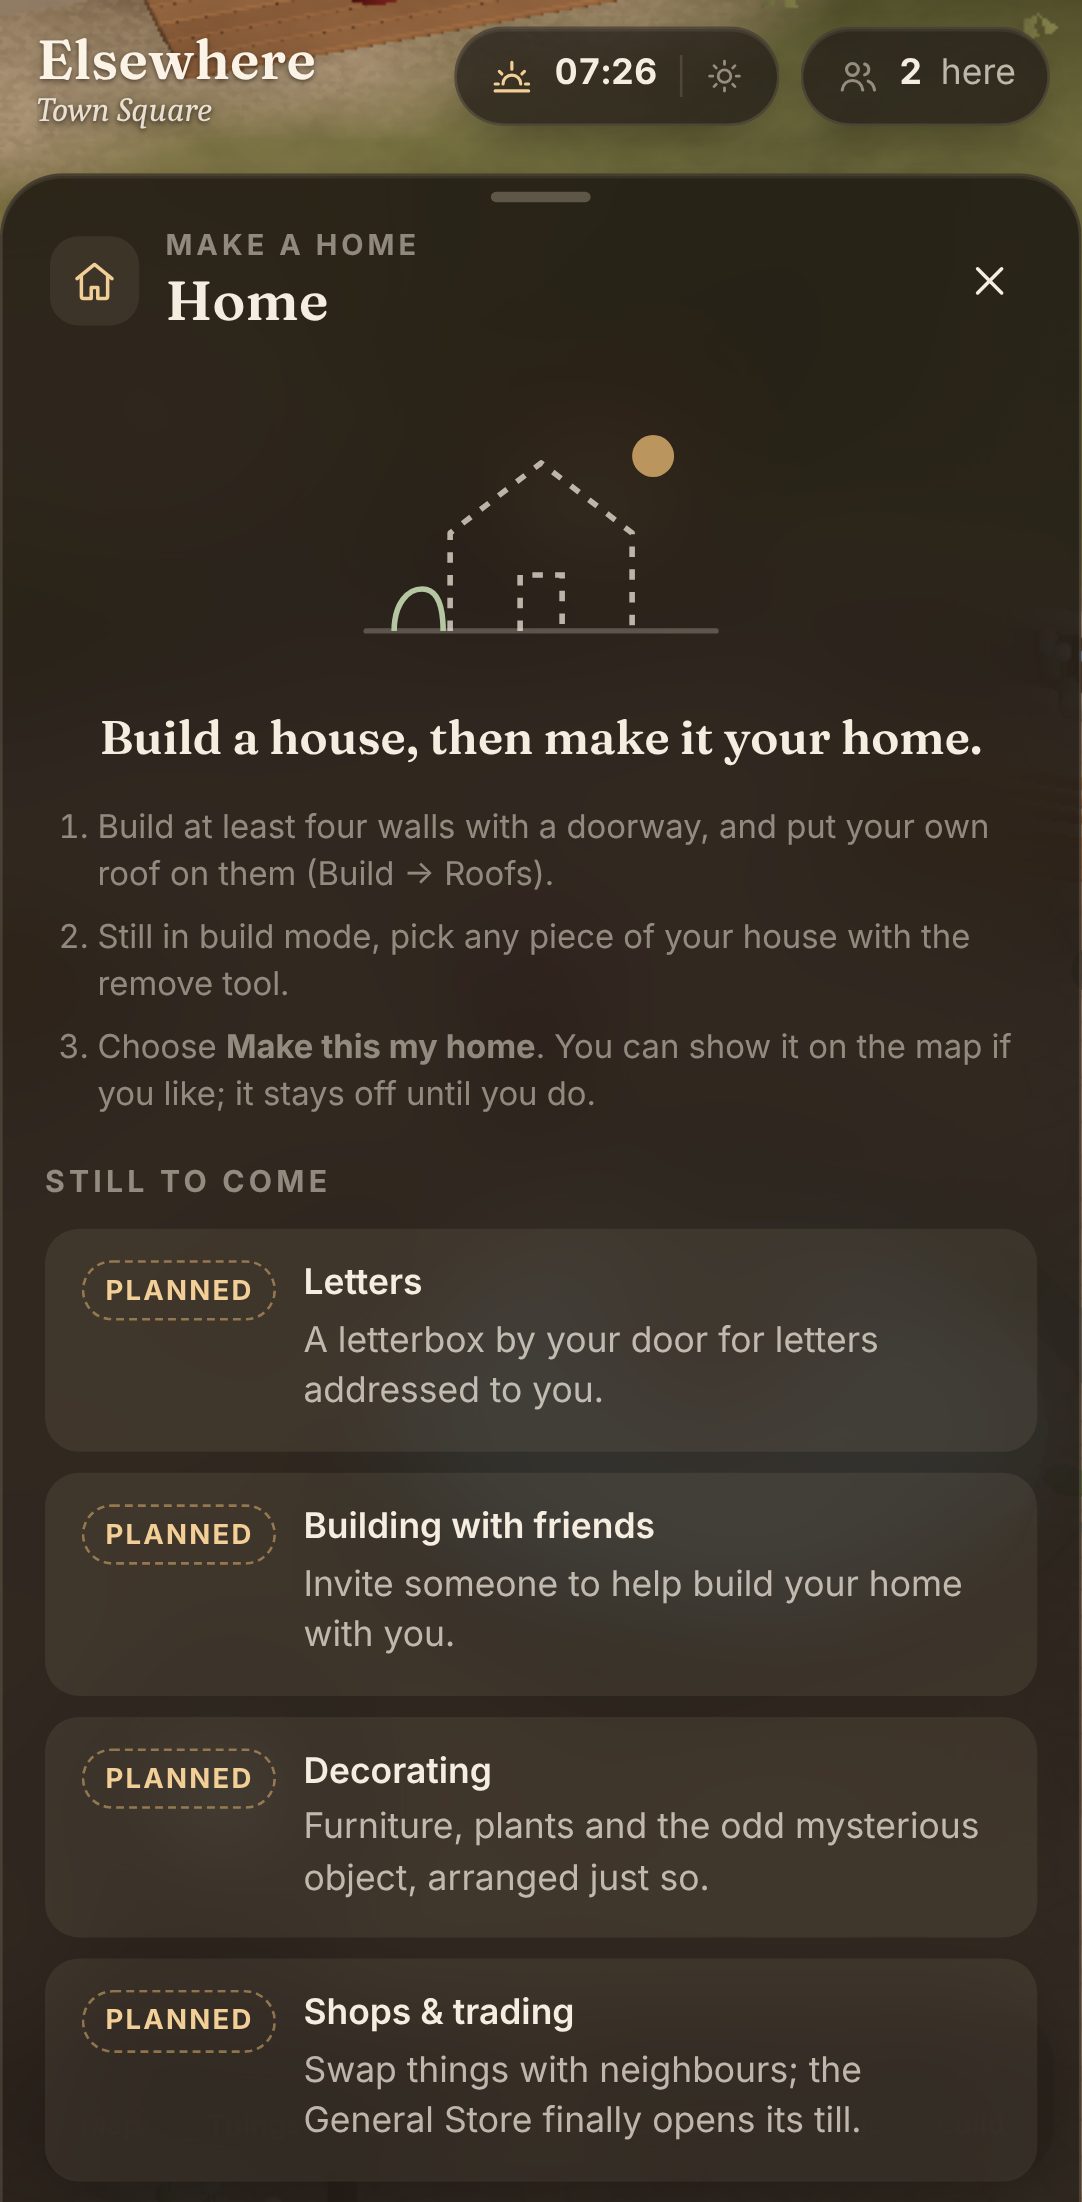 Elsewhere
Town Square
07:26
2 here
MAKE A HOME
Home
Build a house, then make it your home.
1. Build at least four walls with a doorway, and put your own
roof on them (Build → Roofs).
2. Still in build mode, pick any piece of your house with the
remove tool.
3. Choose Make this my home. You can show it on the map if
you like; it stays off until you do.
STILL TO COME
PLANNED
Letters
A letterbox by your door for letters
addressed to you.
PLANNED
Building with friends
Invite someone to help build your home
with you.
PLANNED
Decorating
Furniture, plants and the odd mysterious
object, arranged just so.
PLANNED
Shops & trading
Swap things with neighbours; the
General Store finally opens its till.